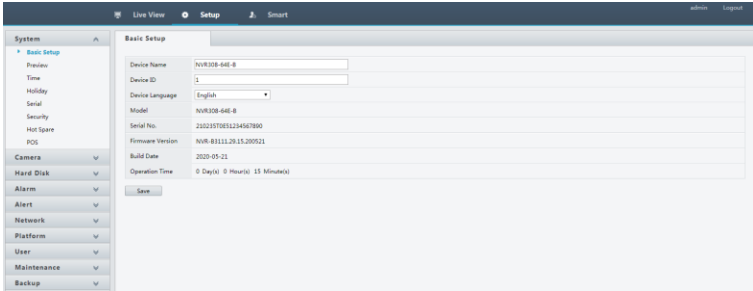 Live View Setup Smart admin Logout
System
Basic Setup
Preview
Time
Holiday
Serial
Security
Hot Spare
POS
Camera
Hard Disk
Alarm
Alert
Network
Platform
User
Maintenance
Backup
Basic Setup
Device Name NVR308-64E-B
Device ID 1
Device Language English
Model NVR308-64E-B
Serial No. 210235T0E51234567890
Firmware Version NVR-B3111.29.15.200521
Build Date 2020-05-21
Operation Time 0 Day(s) 0 Hour(s) 15 Minute(s)
Save